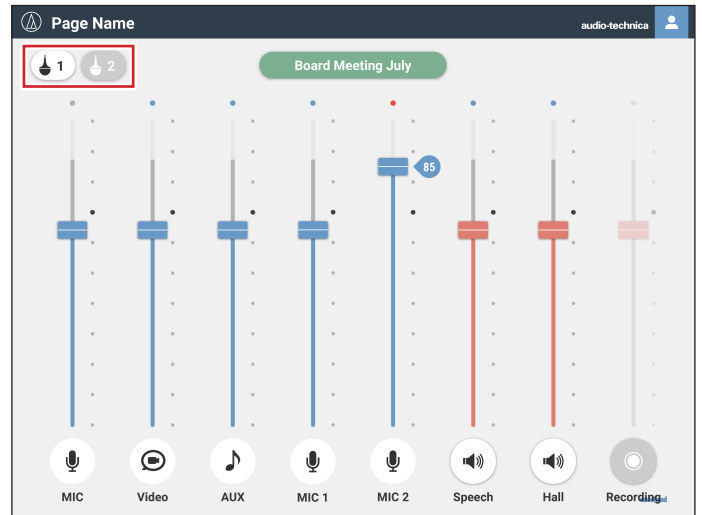 Page Name
audio-technica
1
2
Board Meeting July
85
MIC
Video
AUX
MIC 1
MIC 2
Speech
Hall
Recording